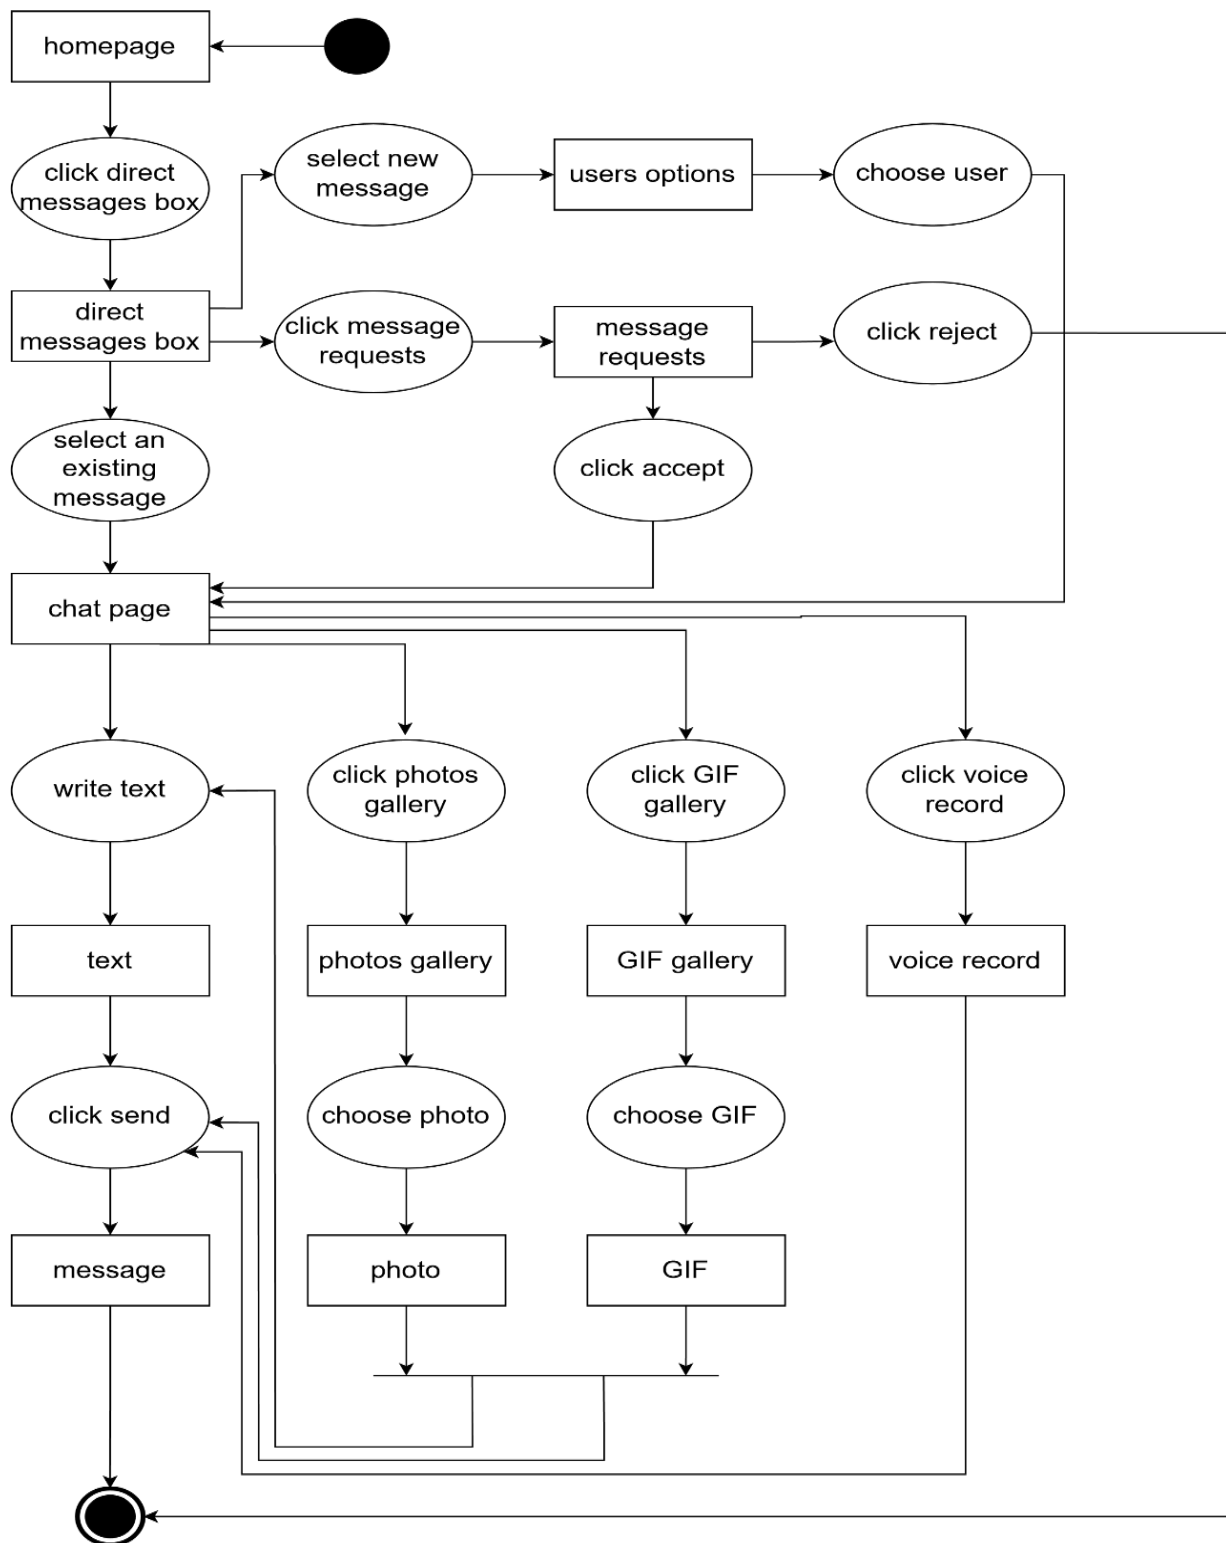 homepage
click direct
messages box
select new
message
users options
choose user
direct
messages box
click message
requests
message
requests
click reject
select an
existing
message
click accept
chat page
write text
click photos
gallery
click GIF
gallery
click voice
record
text
photos gallery
GIF gallery
voice record
click send
choose photo
choose GIF
message
photo
GIF